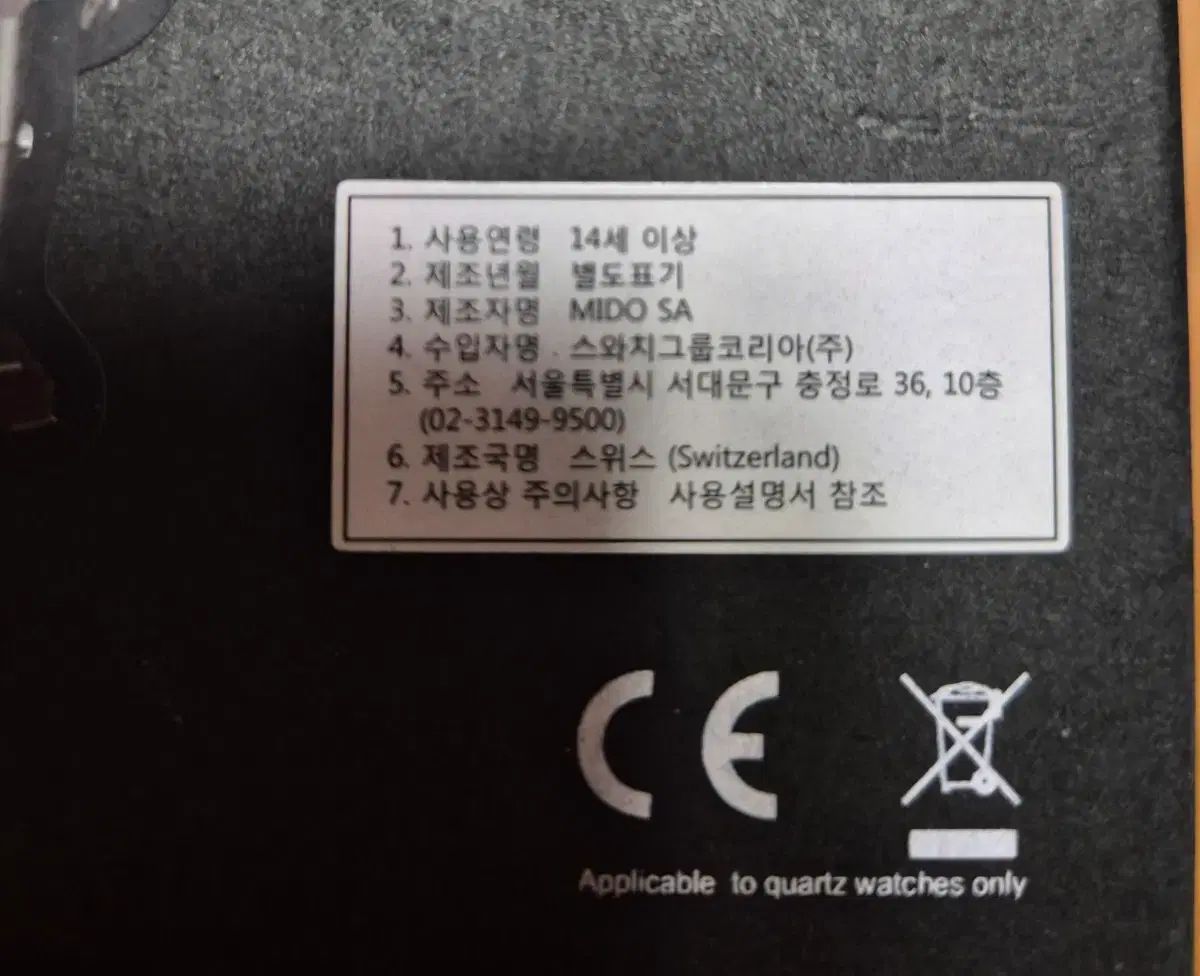 1. 사용연령 14세 이상
2. 제조년월 별도표기
3. 제조자명 MIDO SA
4. 수입자명 스와치그룹코리아(주)
5. 주소 서울특별시 서대문구 충정로 36, 10층
(02-3149-9500)
6. 제조국명 스위스 (Switzerland)
7. 사용상 주의사항 사용설명서 참조
CE
Applicable to quartz watches only